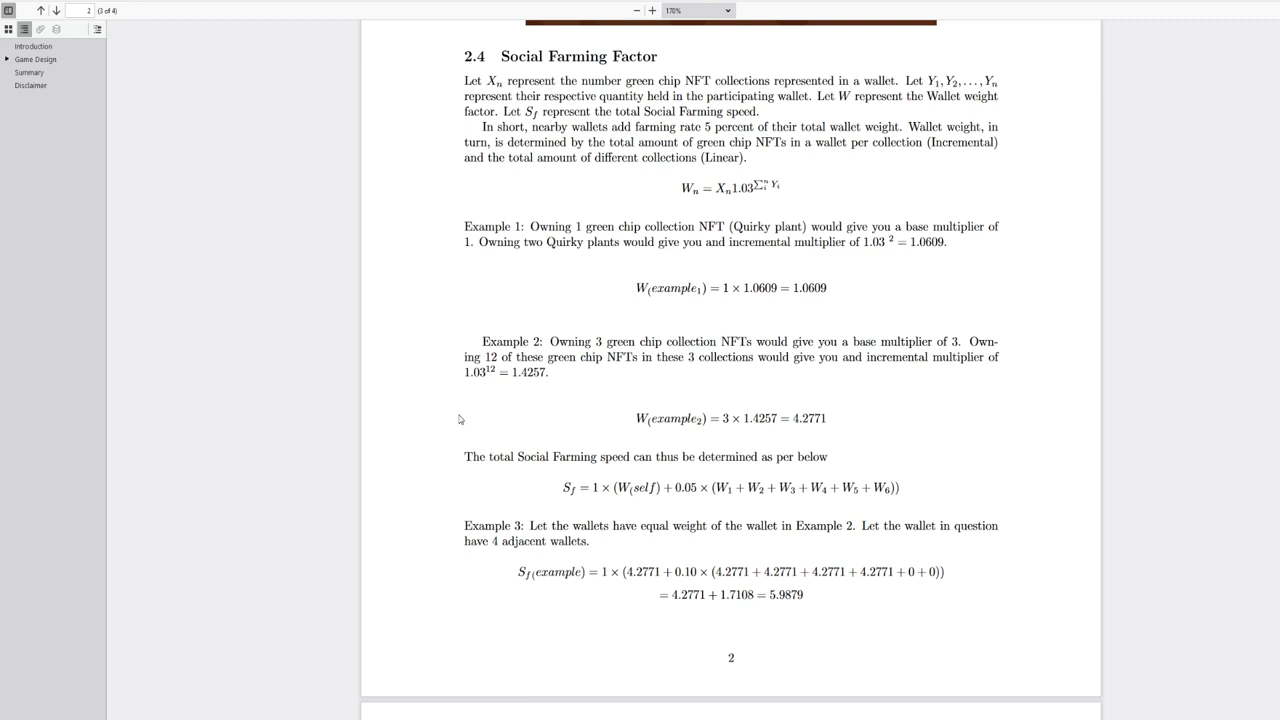 2
(3 of 4)
170%
Introduction
Game Design
Summary
Disclaimer
2.4 Social Farming Factor
Let Xn represent the number green chip NFT collections represented in a wallet. Let Y1, Y2, . . . , Yn
represent their respective quantity held in the participating wallet. Let W represent the Wallet weight
factor. Let Sf represent the total Social Farming speed.
In short, nearby wallets add farming rate 5 percent of their total wallet weight. Wallet weight, in
turn, is determined by the total amount of green chip NFTs in a wallet per collection (Incremental)
and the total amount of different collections (Linear).
Wn = Xn1.03^{∑_i^n Yi}
Example 1: Owning 1 green chip collection NFT (Quirky plant) would give you a base multiplier of
1. Owning two Quirky plants would give you and incremental multiplier of 1.03 ² = 1.0609.
W(example1) = 1 × 1.0609 = 1.0609
Example 2: Owning 3 green chip collection NFTs would give you a base multiplier of 3. Own-
ing 12 of these green chip NFTs in these 3 collections would give you and incremental multiplier of
1.03¹² = 1.4257.
W(example2) = 3 × 1.4257 = 4.2771
The total Social Farming speed can thus be determined as per below
Sf = 1 × (W(self) + 0.05 × (W1 + W2 + W3 + W4 + W5 + W6))
Example 3: Let the wallets have equal weight of the wallet in Example 2. Let the wallet in question
have 4 adjacent wallets.
Sf(example) = 1 × (4.2771 + 0.10 × (4.2771 + 4.2771 + 4.2771 + 4.2771 + 0 + 0))
= 4.2771 + 1.7108 = 5.9879
2